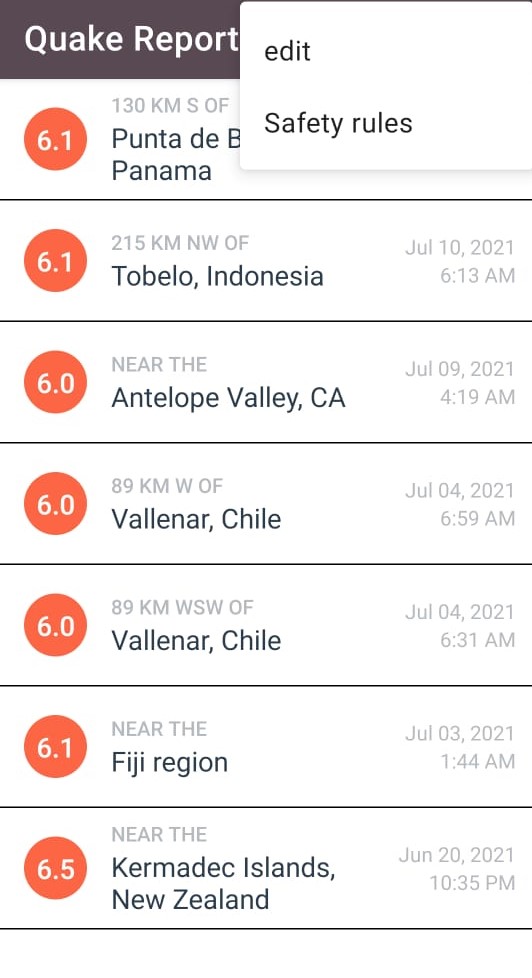 Quake Report
edit
Safety rules
6.1
130 KM S OF
Punta de
Panama
6.1
215 KM NW OF
Tobelo, Indonesia
Jul 10, 2021
6:13 AM
6.0
NEAR THE
Antelope Valley, CA
Jul 09, 2021
4:19 AM
6.0
89 KM W OF
Vallenar, Chile
Jul 04, 2021
6:59 AM
6.0
89 KM WSW OF
Vallenar, Chile
Jul 04, 2021
6:31 AM
6.1
NEAR THE
Fiji region
Jul 03, 2021
1:44 AM
6.5
NEAR THE
Kermadec Islands,
New Zealand
Jun 20, 2021
10:35 PM